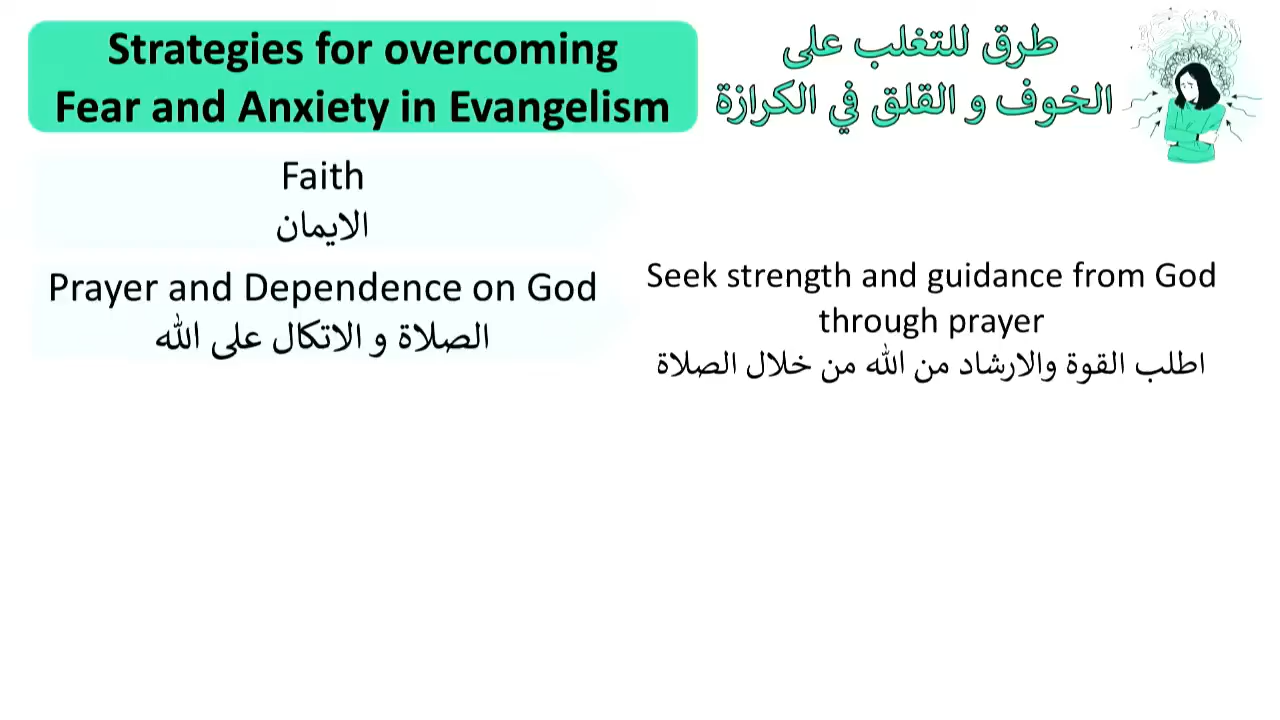 Strategies for overcoming
Fear and Anxiety in Evangelism
طرق للتغلب على
الخوف و القلق في الكرازة
Faith
الايمان
Prayer and Dependence on God
الصلاة و الاتكال على الله
Seek strength and guidance from God
through prayer
اطلب القوة والارشاد من الله من خلال الصلاة